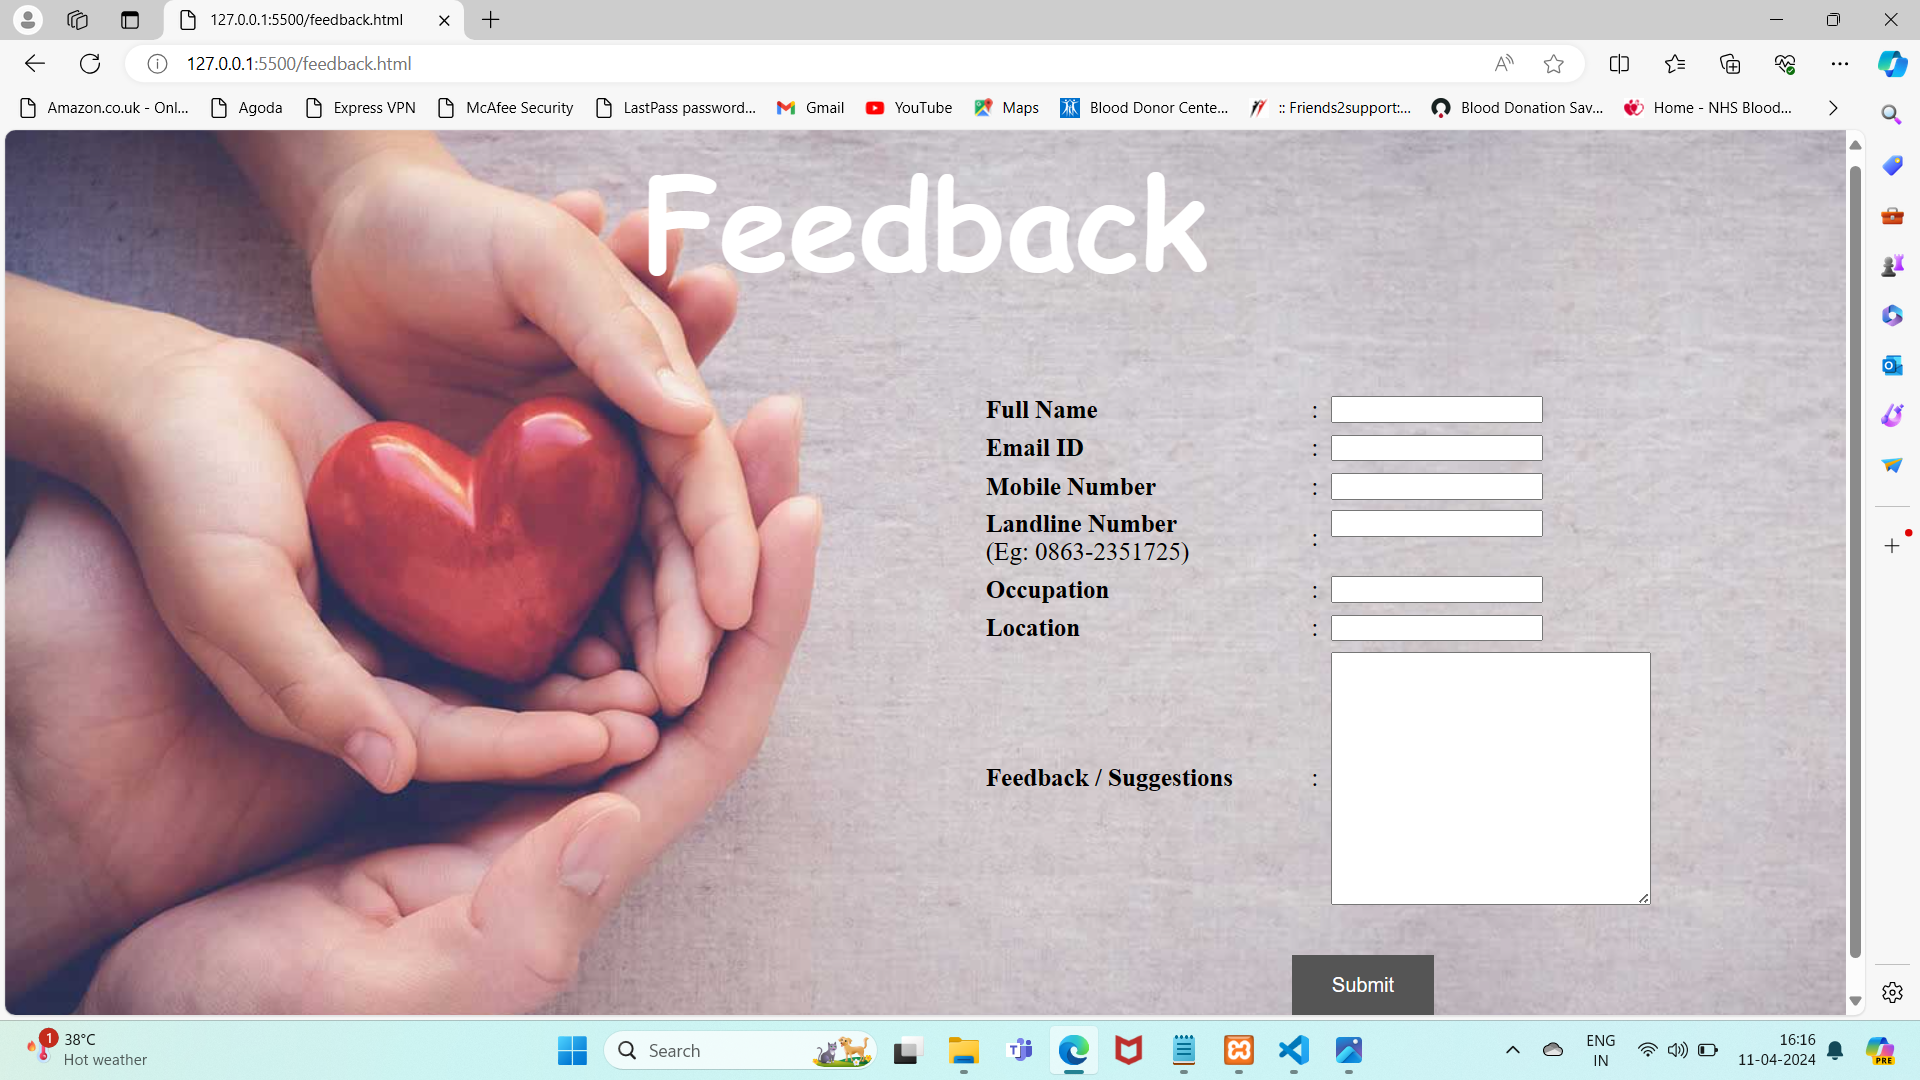 127.0.0.1:5500/feedback.html
127.0.0.1:5500/feedback.html
Amazon.co.uk - Onl...
Agoda
Express VPN
McAfee Security
LastPass password...
Gmail
YouTube
Maps
Blood Donor Cente...
:: Friends2support:...
Blood Donation Sav...
Home - NHS Blood...
Feedback
Full Name :
Email ID :
Mobile Number :
Landline Number
(Eg: 0863-2351725) :
Occupation :
Location :
Feedback / Suggestions :
Submit
1
38°C
Hot weather
Search
ENG
IN
16:16
11-04-2024
PRE